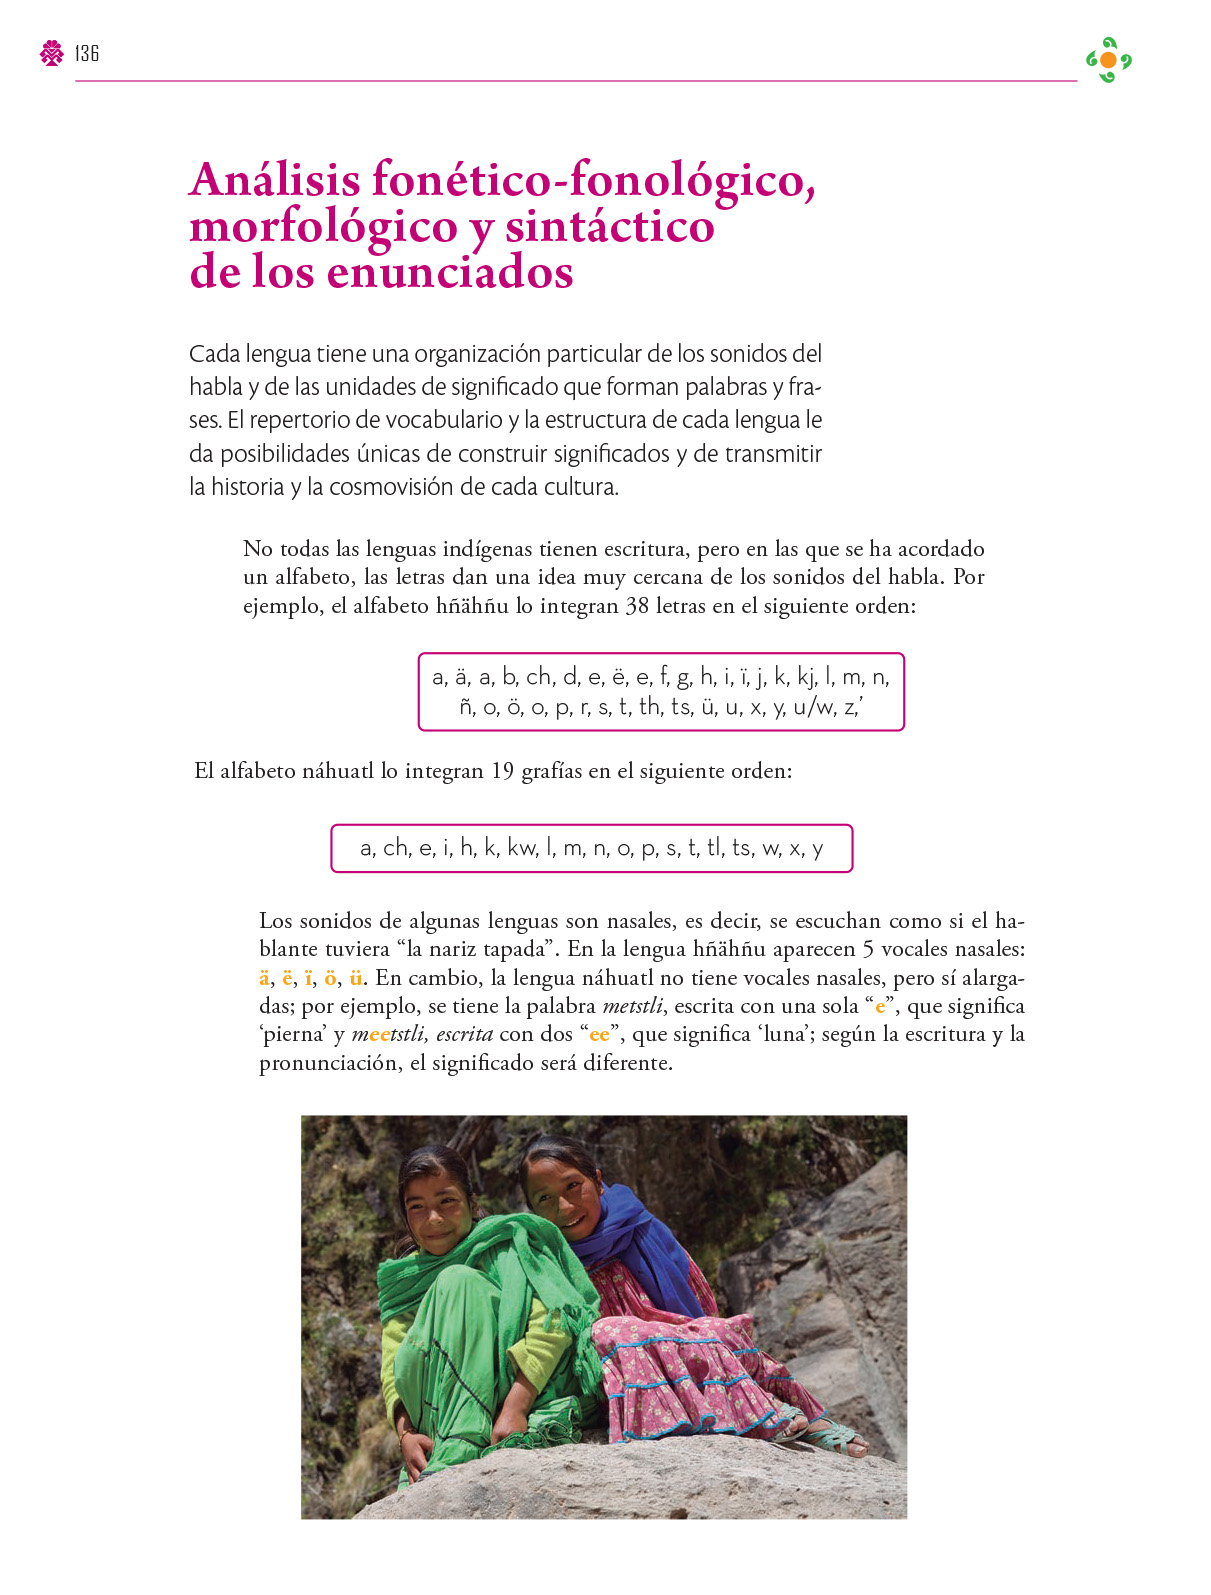 136
Análisis fonético-fonológico,
morfológico y sintáctico
de los enunciados
Cada lengua tiene una organización particular de los sonidos del
habla y de las unidades de significado que forman palabras y fra-
ses. El repertorio de vocabulario y la estructura de cada lengua le
da posibilidades únicas de construir significados y de transmitir
la historia y la cosmovisión de cada cultura.
No todas las lenguas indígenas tienen escritura, pero en las que se ha acordado
un alfabeto, las letras dan una idea muy cercana de los sonidos del habla. Por
ejemplo, el alfabeto hñähñu lo integran 38 letras en el siguiente orden:
a, ä, a, b, ch, d, e, ë, e, f, g, h, i, ï, j, k, kj, l, m, n,
ñ, o, ö, o, p, r, s, t, th, ts, ü, u, x, y, u/w, z,’
El alfabeto náhuatl lo integran 19 grafías en el siguiente orden:
a, ch, e, i, h, k, kw, l, m, n, o, p, s, t, tl, ts, w, x, y
Los sonidos de algunas lenguas son nasales, es decir, se escuchan como si el ha-
blante tuviera “la nariz tapada”. En la lengua hñähñu aparecen 5 vocales nasales:
ä, ë, ï, ö, ü. En cambio, la lengua náhuatl no tiene vocales nasales, pero sí alarga-
das; por ejemplo, se tiene la palabra metstli, escrita con una sola “e”, que significa
‘pierna’ y meetstli, escrita con dos “ee”, que significa ‘luna’; según la escritura y la
pronunciación, el significado será diferente.